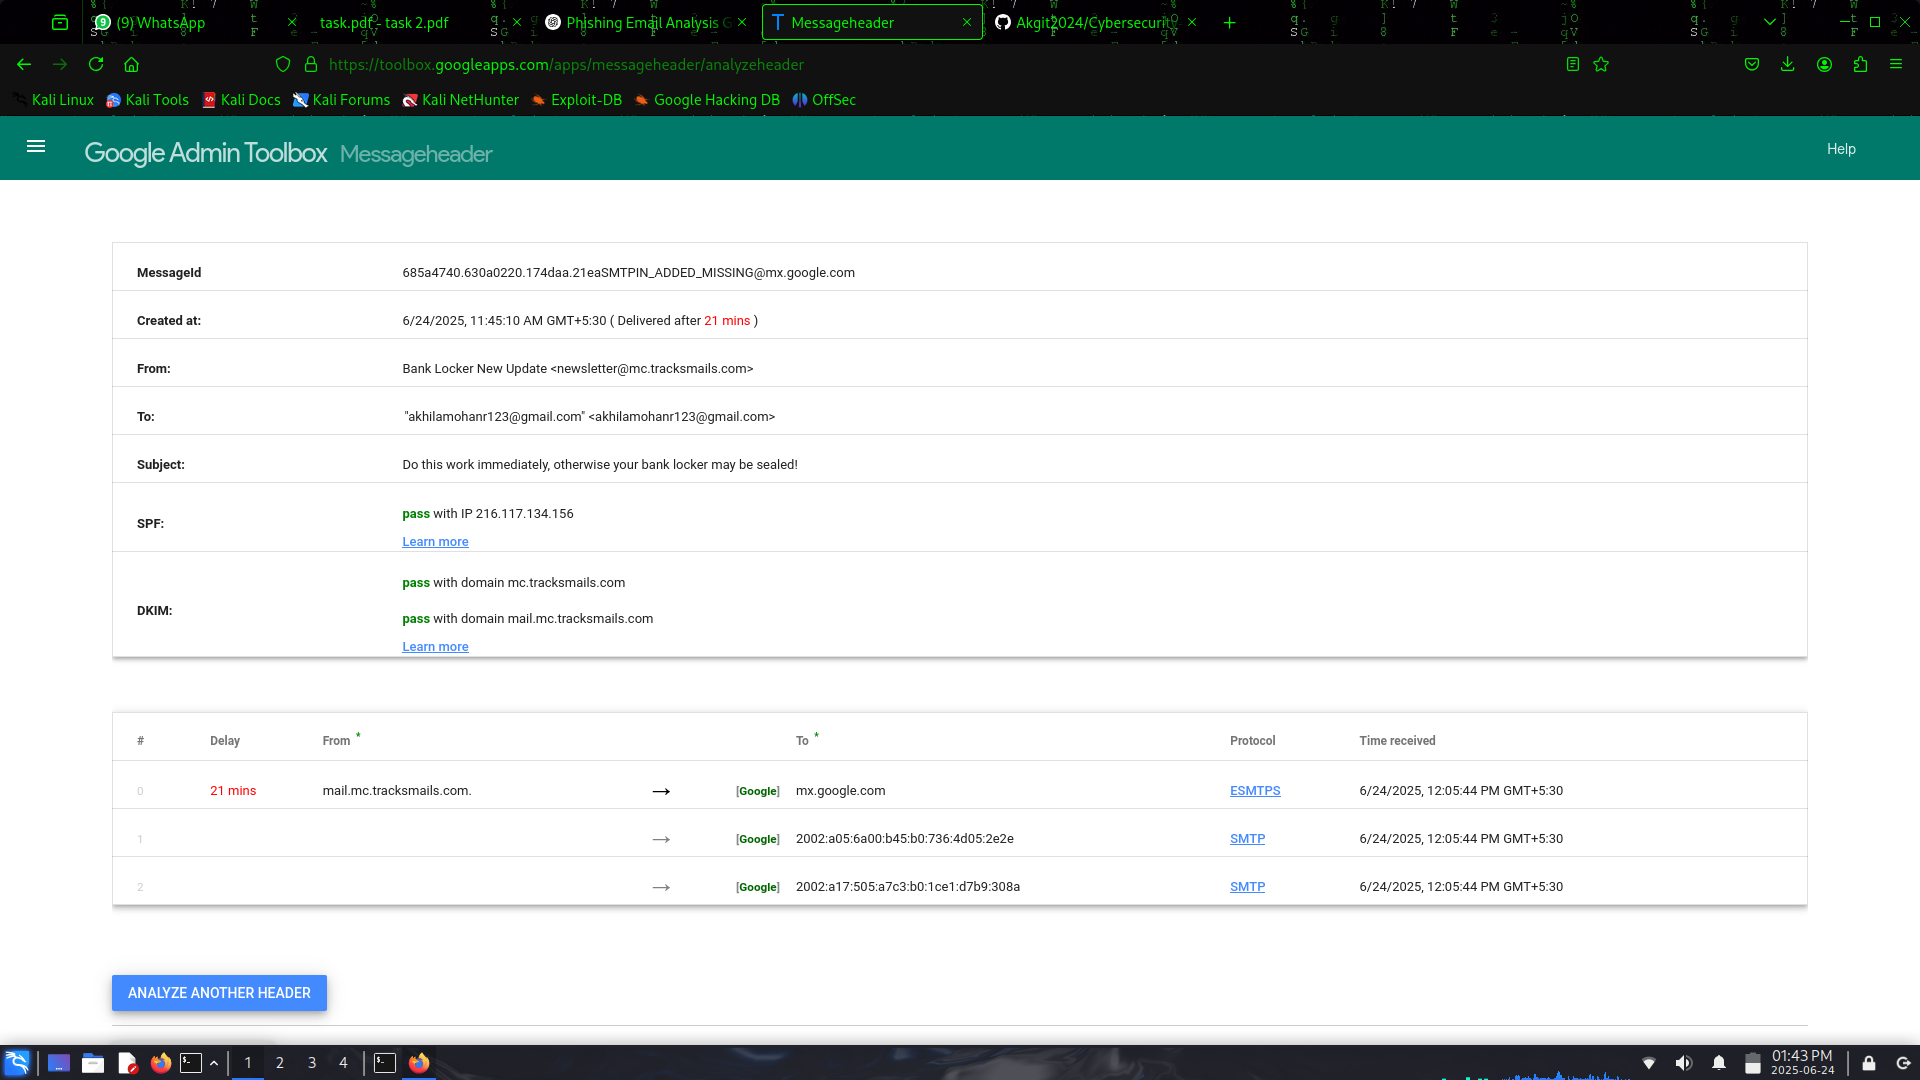 (9) WhatsApp
task.pdf - task 2.pdf
Phishing Email Analysis G
Messageheader
Akgit2024/Cybersecurit
https://toolbox.googleapps.com/apps/messageheader/analyzeheader
Kali Linux Kali Tools Kali Docs Kali Forums Kali NetHunter Exploit-DB Google Hacking DB OffSec
Google Admin Toolbox Messageheader Help
MessageId 685a4740.630a0220.174daa.21eaSMTPIN_ADDED_MISSING@mx.google.com
Created at: 6/24/2025, 11:45:10 AM GMT+5:30 ( Delivered after 21 mins )
From: Bank Locker New Update <newsletter@mc.tracksmails.com>
To: "akhilamohanr123@gmail.com" <akhilamohanr123@gmail.com>
Subject: Do this work immediately, otherwise your bank locker may be sealed!
SPF: pass with IP 216.117.134.156
Learn more
DKIM: pass with domain mc.tracksmails.com
pass with domain mail.mc.tracksmails.com
Learn more
# Delay From * To * Protocol Time received
0 21 mins mail.mc.tracksmails.com. → [Google] mx.google.com ESMTPS 6/24/2025, 12:05:44 PM GMT+5:30
1 → [Google] 2002:a05:6a00:b45:b0:736:4d05:2e2e SMTP 6/24/2025, 12:05:44 PM GMT+5:30
2 → [Google] 2002:a17:505:a7c3:b0:1ce1:d7b9:308a SMTP 6/24/2025, 12:05:44 PM GMT+5:30
ANALYZE ANOTHER HEADER
1 2 3 4
01:43 PM
2025-06-24